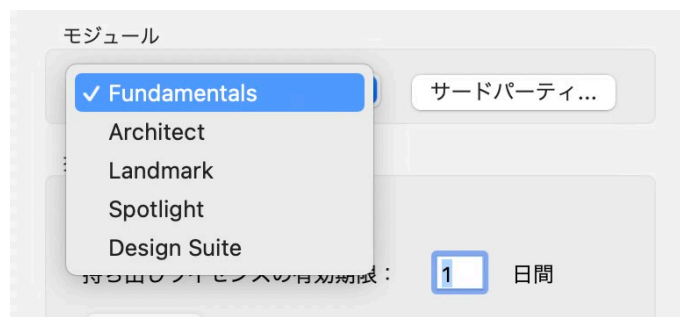 モジュール
✓ Fundamentals
サードパーティ...
Architect
Landmark
Spotlight
Design Suite
持ち出しライセンスの有効期限： 1 日間